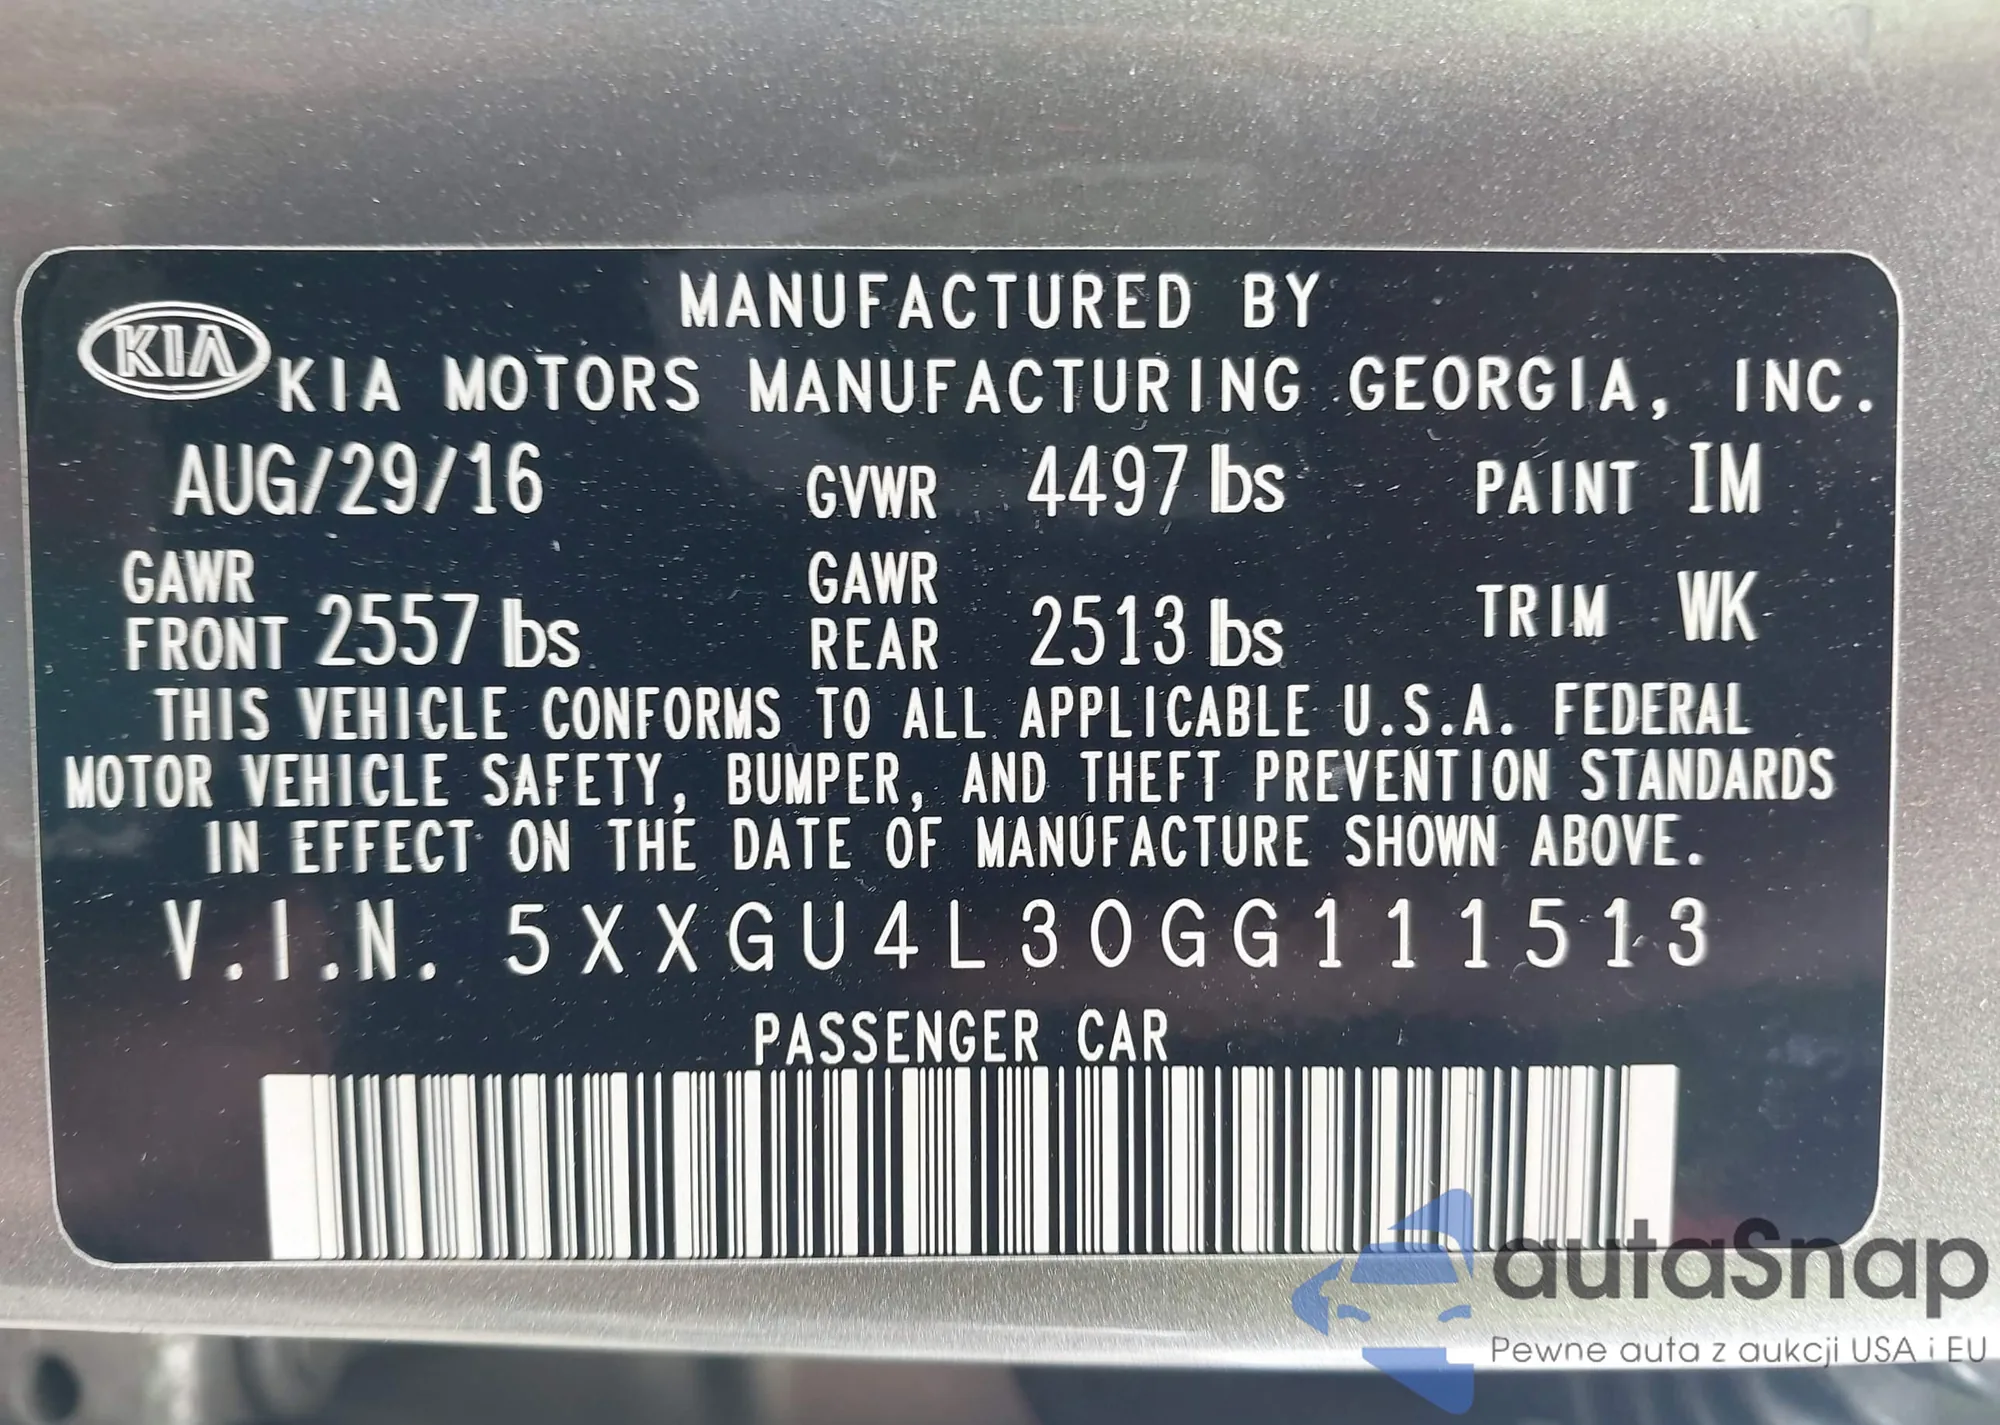 MANUFACTURED BY
KIA KIA MOTORS MANUFACTURING GEORGIA, INC.
AUG/29/16 GVWR 4497 lbs PAINT IM
GAWR FRONT 2557 lbs GAWR REAR 2513 lbs TRIM WK
THIS VEHICLE CONFORMS TO ALL APPLICABLE U.S.A. FEDERAL
MOTOR VEHICLE SAFETY, BUMPER, AND THEFT PREVENTION STANDARDS
IN EFFECT ON THE DATE OF MANUFACTURE SHOWN ABOVE.
V.I.N. 5XXGU4L30GG111513
PASSENGER CAR
autaSnap
Pewne auta z aukcji USA i EU